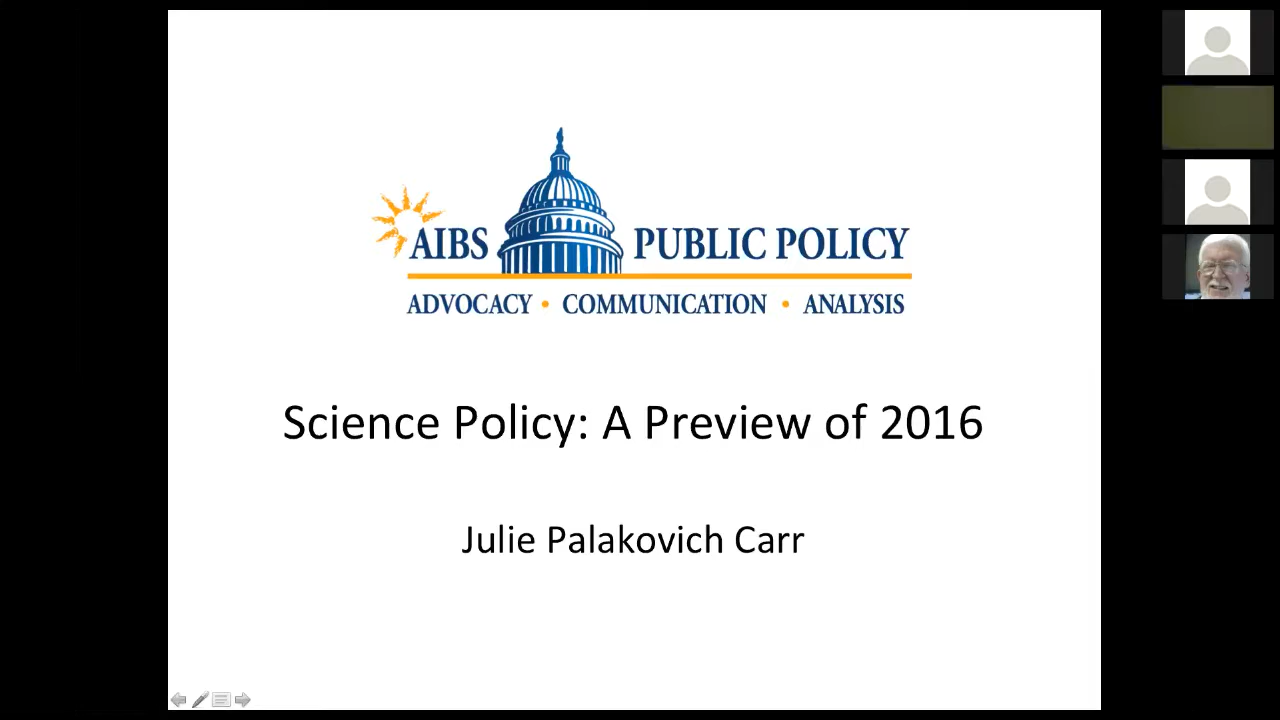 AIBS PUBLIC POLICY
ADVOCACY • COMMUNICATION • ANALYSIS
Science Policy: A Preview of 2016
Julie Palakovich Carr